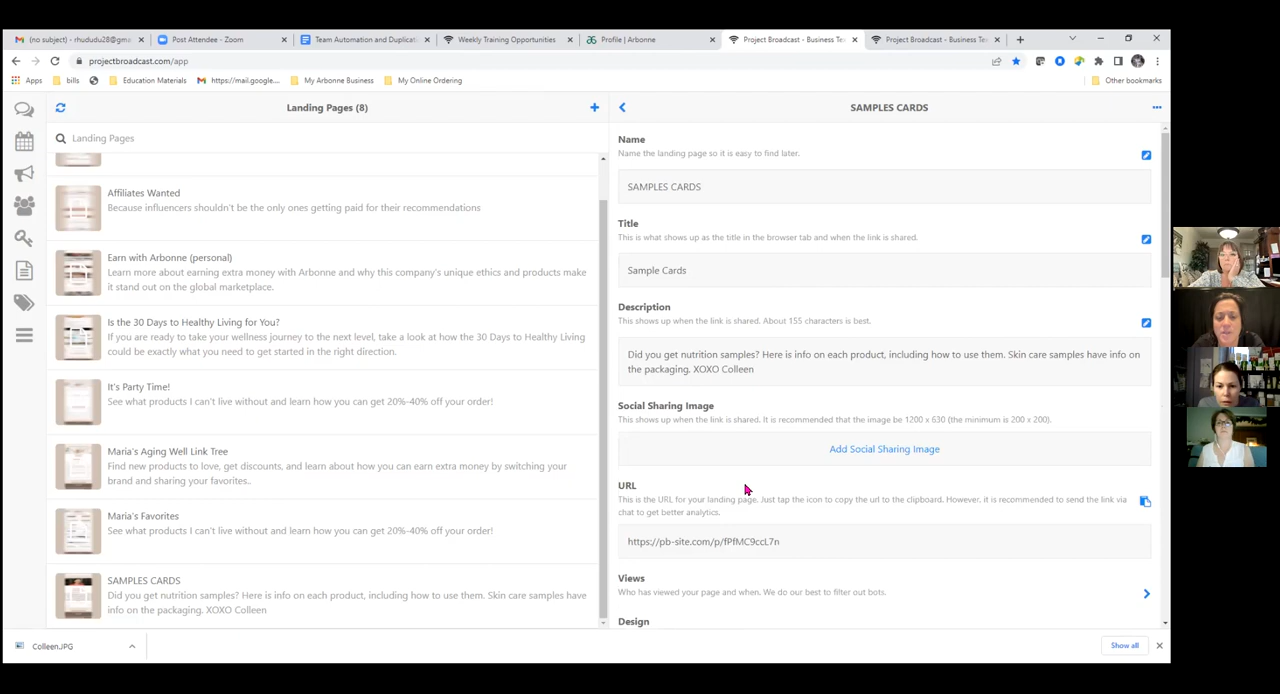 (no subject) - rhududu28@gma
Post Attendee - Zoom
Team Automation and Duplicat
Weekly Training Opportunities
Profile | Arbonne
Project Broadcast - Business Tex
Project Broadcast - Business Tex
projectbroadcast.com/app
Apps
bills
Education Materials
https://mail.google....
My Arbonne Business
My Online Ordering
Other bookmarks
Landing Pages (8)
Landing Pages
Affiliates Wanted
Because influencers shouldn't be the only ones getting paid for their recommendations
Earn with Arbonne (personal)
Learn more about earning extra money with Arbonne and why this company's unique ethics and products make
it stand out on the global marketplace.
Is the 30 Days to Healthy Living for You?
If you are ready to take your wellness journey to the next level, take a look at how the 30 Days to Healthy Living
could be exactly what you need to get started in the right direction.
It's Party Time!
See what products I can't live without and learn how you can get 20%-40% off your order!
Maria's Aging Well Link Tree
Find new products to love, get discounts, and learn about how you can earn extra money by switching your
brand and sharing your favorites..
Maria's Favorites
See what products I can't live without and learn how you can get 20%-40% off your order!
SAMPLES CARDS
Did you get nutrition samples? Here is info on each product, including how to use them. Skin care samples have
info on the packaging. XOXO Colleen
SAMPLES CARDS
Name
Name the landing page so it is easy to find later.
SAMPLES CARDS
Title
This is what shows up as the title in the browser tab and when the link is shared.
Sample Cards
Description
This shows up when the link is shared. About 155 characters is best.
Did you get nutrition samples? Here is info on each product, including how to use them. Skin care samples have info on
the packaging. XOXO Colleen
Social Sharing Image
This shows up when the link is shared. It is recommended that the image be 1200 x 630 (the minimum is 200 x 200).
Add Social Sharing Image
URL
This is the URL for your landing page. Just tap the icon to copy the url to the clipboard. However, it is recommended to send the link via
chat to get better analytics.
https://pb-site.com/p/fPfMC9ccL7n
Views
Who has viewed your page and when. We do our best to filter out bots.
Design
Colleen.JPG
Show all